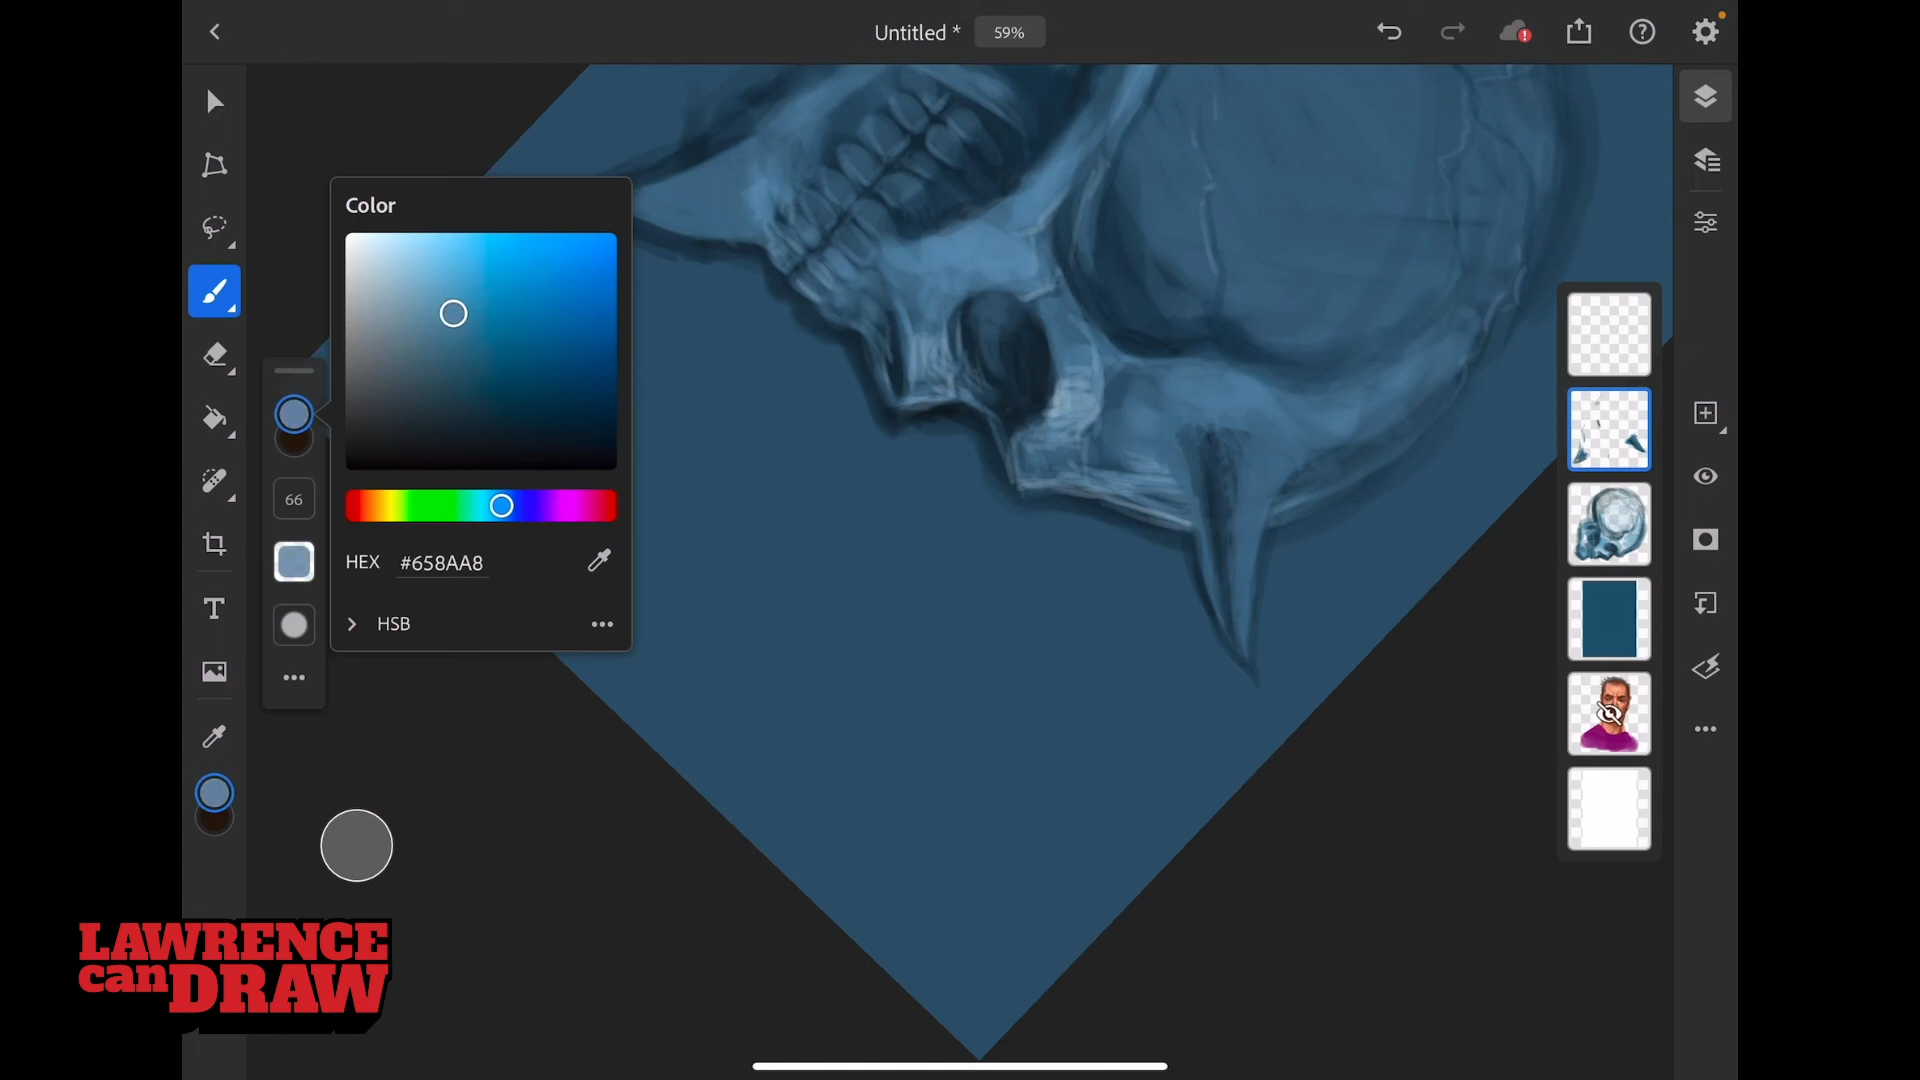 Untitled *
59%
Color
66
HEX
#658AA8
HSB
T
LAWRENCE
can DRAW